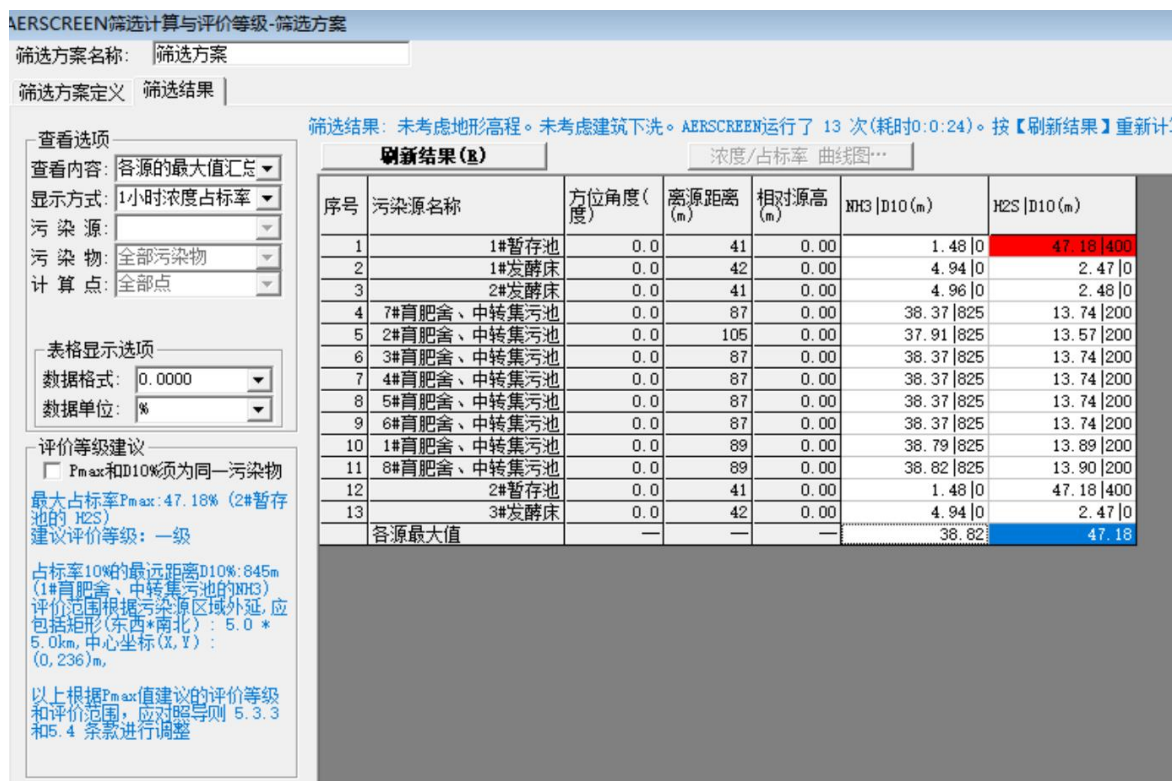 AERSCREEN筛选计算与评价等级-筛选方案
筛选方案名称: 筛选方案
筛选方案定义 筛选结果
筛选结果: 未考虑地形高程。未考虑建筑下洗。AERSCREEN运行了 13 次(耗时0:0:24)。按【刷新结果】重新计
查看选项
查看内容: 各源的最大值汇总
显示方式: 1小时浓度占标率
污 染 源:
污 染 物: 全部污染物
计 算 点: 全部点
表格显示选项
数据格式: 0.0000
数据单位: %
评价等级建议
Pmax和D10%须为同一污染物
最大占标率Pmax:47.18% (2#暂存
池的 H2S)
建议评价等级: 一级
占标率10%的最远距离D10%:845m
(1#育肥舍、中转集污池的NH3)
评价范围根据污染源区域外延,应
包括矩形(东西*南北) : 5.0 *
5.0km,中心坐标(X,Y) :
(0,236)m,
以上根据Pmax值建议的评价等级
和评价范围, 应对照导则 5.3.3
和5.4 条款进行调整
刷新结果(R) 浓度/占标率 曲线图…
序号 污染源名称 方位角度(度) 离源距离(m) 相对源高(m) NH3|D10(m) H2S|D10(m)
1 1#暂存池 0.0 41 0.00 1.48|0 47.18|400
2 1#发酵床 0.0 42 0.00 4.94|0 2.47|0
3 2#发酵床 0.0 41 0.00 4.96|0 2.48|0
4 7#育肥舍、中转集污池 0.0 87 0.00 38.37|825 13.74|200
5 2#育肥舍、中转集污池 0.0 105 0.00 37.91|825 13.57|200
6 3#育肥舍、中转集污池 0.0 87 0.00 38.37|825 13.74|200
7 4#育肥舍、中转集污池 0.0 87 0.00 38.37|825 13.74|200
8 5#育肥舍、中转集污池 0.0 87 0.00 38.37|825 13.74|200
9 6#育肥舍、中转集污池 0.0 87 0.00 38.37|825 13.74|200
10 1#育肥舍、中转集污池 0.0 89 0.00 38.79|825 13.89|200
11 8#育肥舍、中转集污池 0.0 89 0.00 38.82|825 13.90|200
12 2#暂存池 0.0 41 0.00 1.48|0 47.18|400
13 3#发酵床 0.0 42 0.00 4.94|0 2.47|0
各源最大值 — — — 38.82 47.18